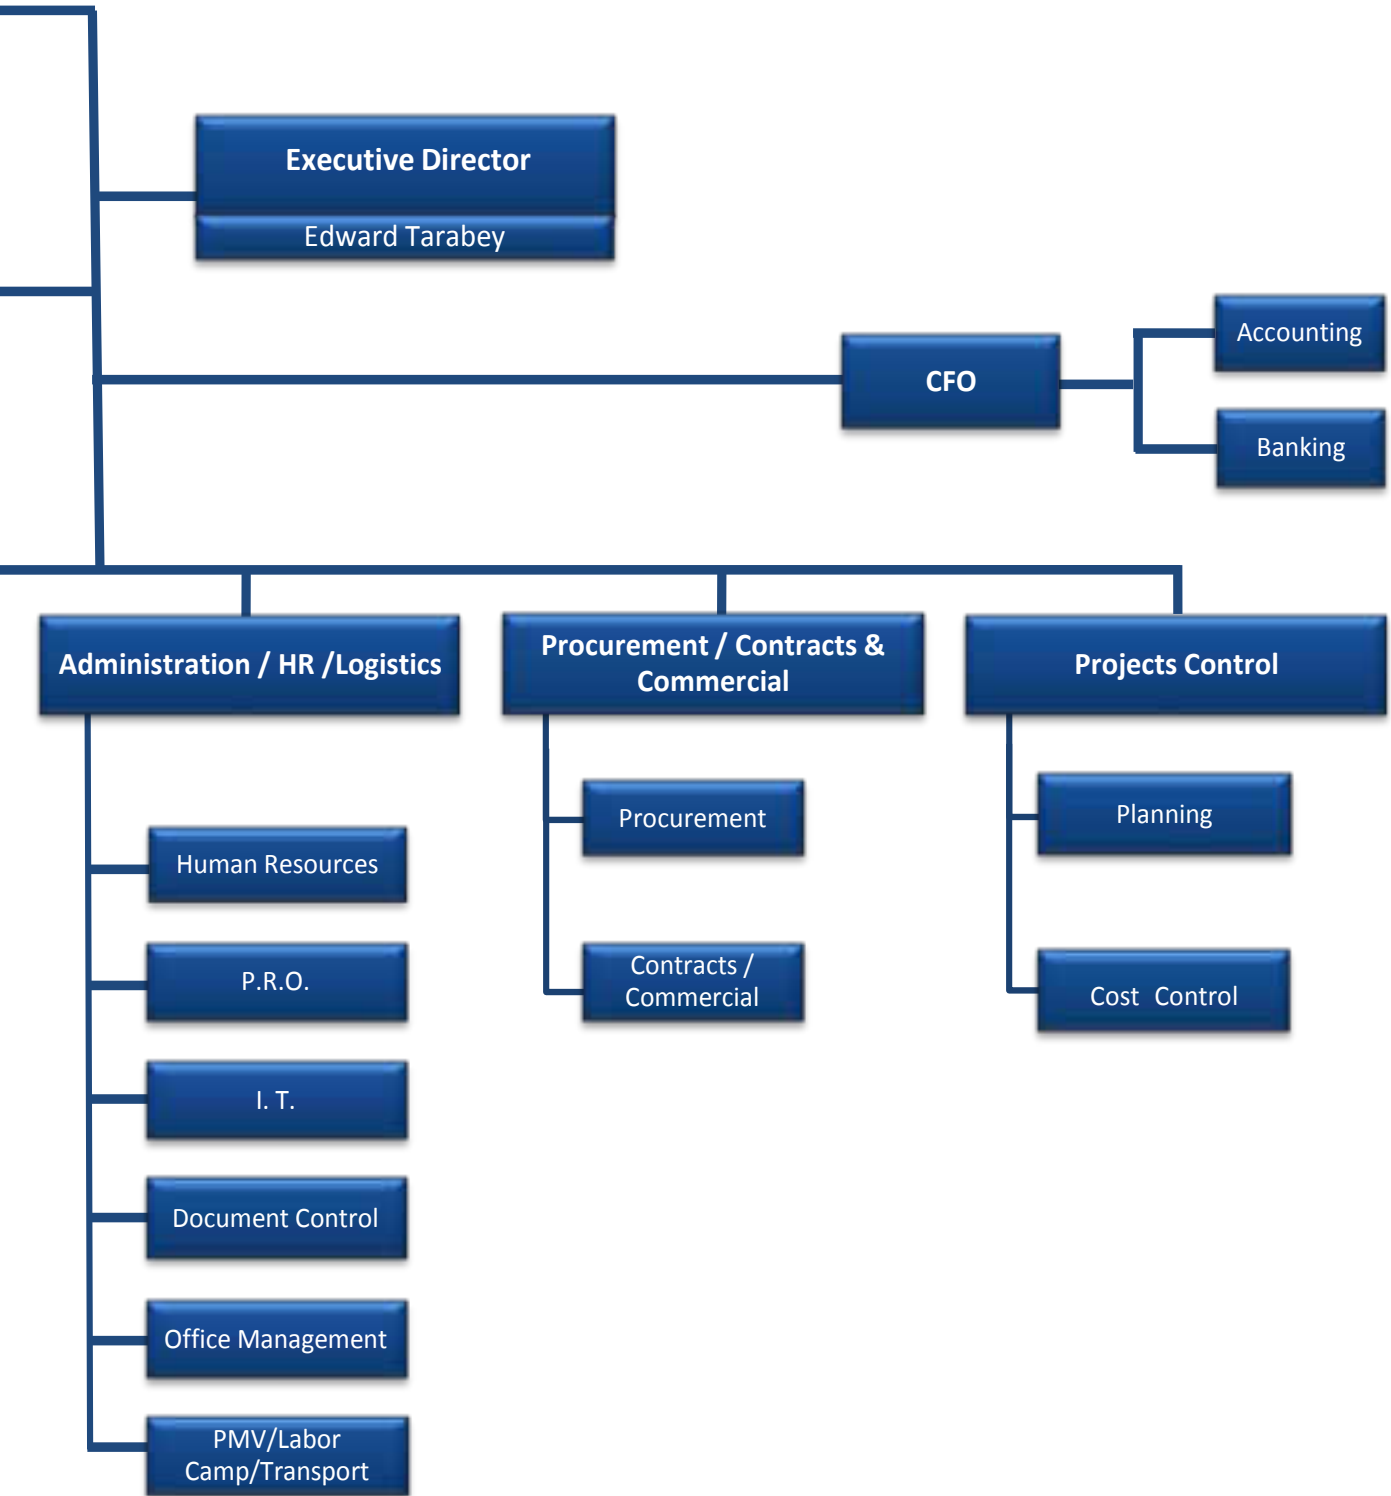 Executive Director
Edward Tarabey
Accounting
CFO
Banking
Administration / HR /Logistics
Procurement / Contracts &
Commercial
Projects Control
Human Resources
P.R.O.
I. T.
Document Control
Office Management
PMV/Labor
Camp/Transport
Procurement
Contracts /
Commercial
Planning
Cost Control